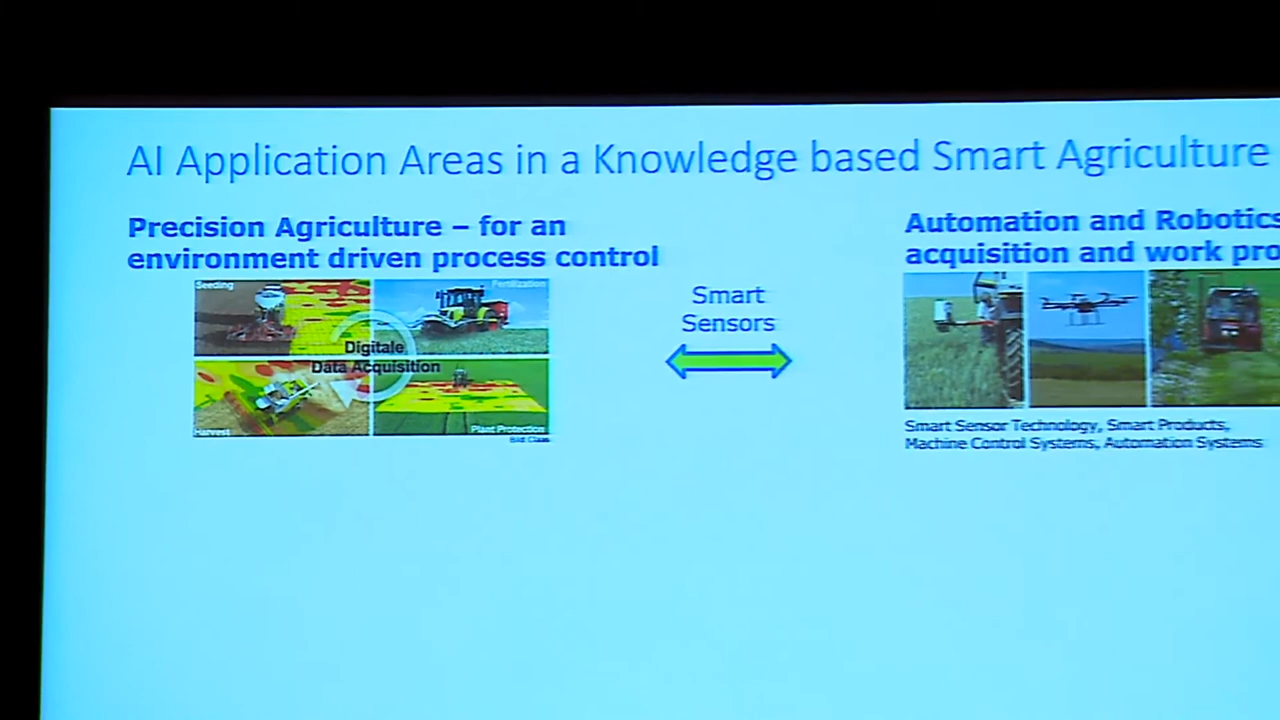 AI Application Areas in a Knowledge based Smart Agriculture
Precision Agriculture – for an
environment driven process control
Seeding
Fertilization
Digitale
Data Acquisition
Harvest
Plant Protection
Bild Claas
Smart
Sensors
Automation and Robotics
acquisition and work pro
Smart Sensor Technology, Smart Products,
Machine Control Systems, Automation Systems